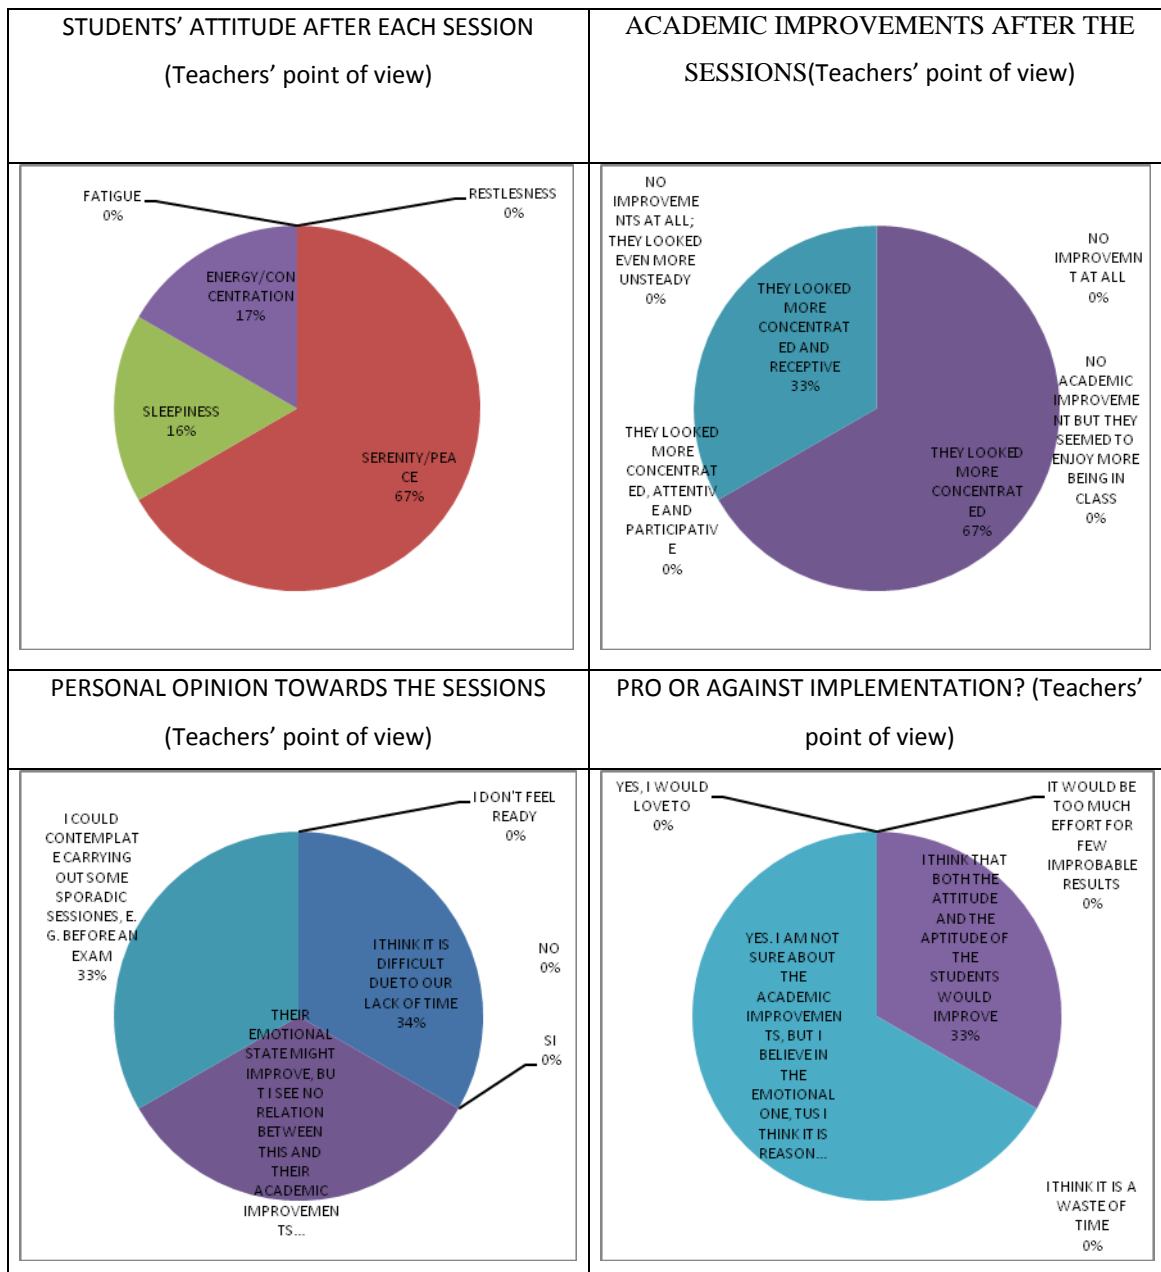 STUDENTS’ ATTITUDE AFTER EACH SESSION
(Teachers’ point of view)
ACADEMIC IMPROVEMENTS AFTER THE
SESSIONS(Teachers’ point of view)
FATIGUE
0%
RESTLESNESS
0%
ENERGY/CON
CENTRATION
17%
SLEEPINESS
16%
SERENITY/PEA
CE
67%
NO
IMPROVEME
NTS AT ALL;
THEY LOOKED
EVEN MORE
UNSTEADY
0%
NO
IMPROVEMN
T AT ALL
0%
THEY LOOKED
MORE
CONCENTRAT
ED AND
RECEPTIVE
33%
NO
ACADEMIC
IMPROVEME
NT BUT THEY
SEEMED TO
ENJOY MORE
BEING IN
CLASS
0%
THEY LOOKED
MORE
CONCENTRAT
ED, ATTENTIV
E AND
PARTICIPATIV
E
0%
THEY LOOKED
MORE
CONCENTRAT
ED
67%
PERSONAL OPINION TOWARDS THE SESSIONS
(Teachers’ point of view)
PRO OR AGAINST IMPLEMENTATION? (Teachers’
point of view)
I DON'T FEEL
READY
0%
I COULD
CONTEMPLAT
E CARRYING
OUT SOME
SPORADIC
SESSIONES, E.
G. BEFORE AN
EXAM
33%
I THINK IT IS
DIFFICULT
DUE TO OUR
LACK OF TIME
34%
NO
0%
SI
0%
THEIR
EMOTIONAL
STATE MIGHT
IMPROVE, BU
T I SEE NO
RELATION
BETWEEN
THIS AND
THEIR
ACADEMIC
IMPROVEMEN
TS...
YES, I WOULD
LOVE TO
0%
IT WOULD BE
TOO MUCH
EFFORT FOR
FEW
IMPROBABLE
RESULTS
0%
I THINK THAT
BOTH THE
ATTITUDE
AND THE
APTITUDE OF
THE
STUDENTS
WOULD
IMPROVE
33%
YES. I AM NOT
SURE ABOUT
THE
ACADEMIC
IMPROVEMEN
TS, BUT I
BELIEVE IN
THE
EMOTIONAL
ONE, TUS I
THINK IT IS
REASON...
I THINK IT IS A
WASTE OF
TIME
0%